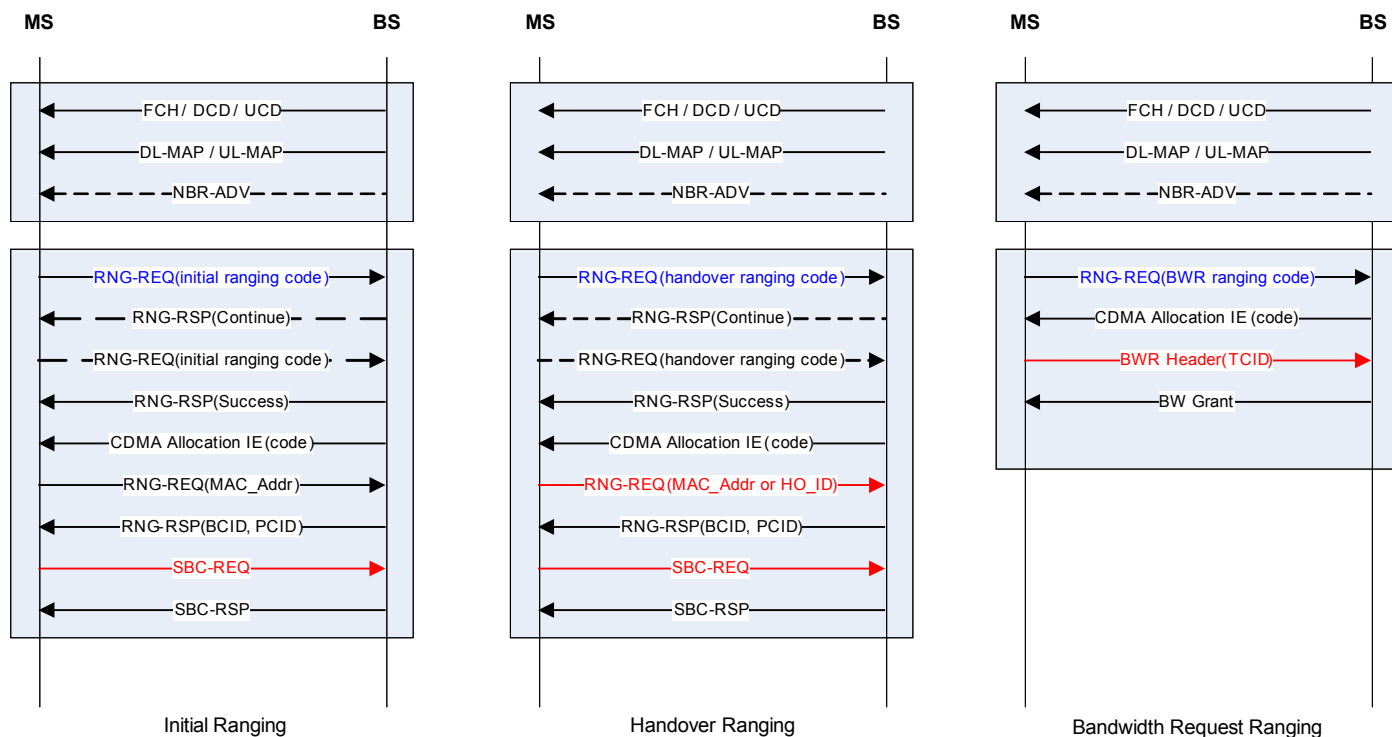 MS
BS
FCH / DCD / UCD
DL-MAP / UL-MAP
NBR-ADV
RNG-REQ(initial ranging code)
RNG-RSP(Continue)
RNG-REQ(initial ranging code)
RNG-RSP(Success)
CDMA Allocation IE (code)
RNG-REQ(MAC_Addr)
RNG-RSP(BCID, PCID)
SBC-REQ
SBC-RSP
Initial Ranging
MS
BS
FCH / DCD / UCD
DL-MAP / UL-MAP
NBR-ADV
RNG-REQ(handover ranging code)
RNG-RSP(Continue)
RNG-REQ(handover ranging code)
RNG-RSP(Success)
CDMA Allocation IE (code)
RNG-REQ(MAC_Addr or HO_ID)
RNG-RSP(BCID, PCID)
SBC-REQ
SBC-RSP
Handover Ranging
MS
BS
FCH / DCD / UCD
DL-MAP / UL-MAP
NBR-ADV
RNG-REQ(BWR ranging code)
CDMA Allocation IE (code)
BWR Header(TCID)
BW Grant
Bandwidth Request Ranging